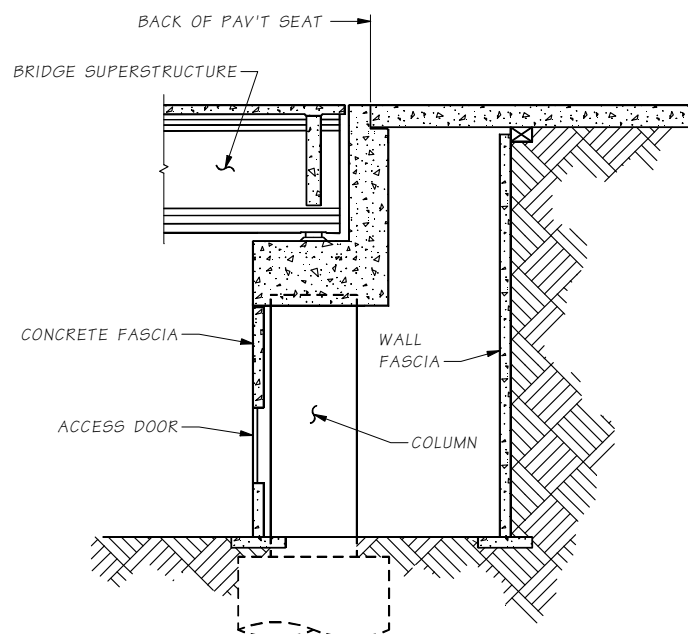 BACK OF PAV'T SEAT
BRIDGE SUPERSTRUCTURE
CONCRETE FASCIA
WALL
FASCIA
ACCESS DOOR
COLUMN